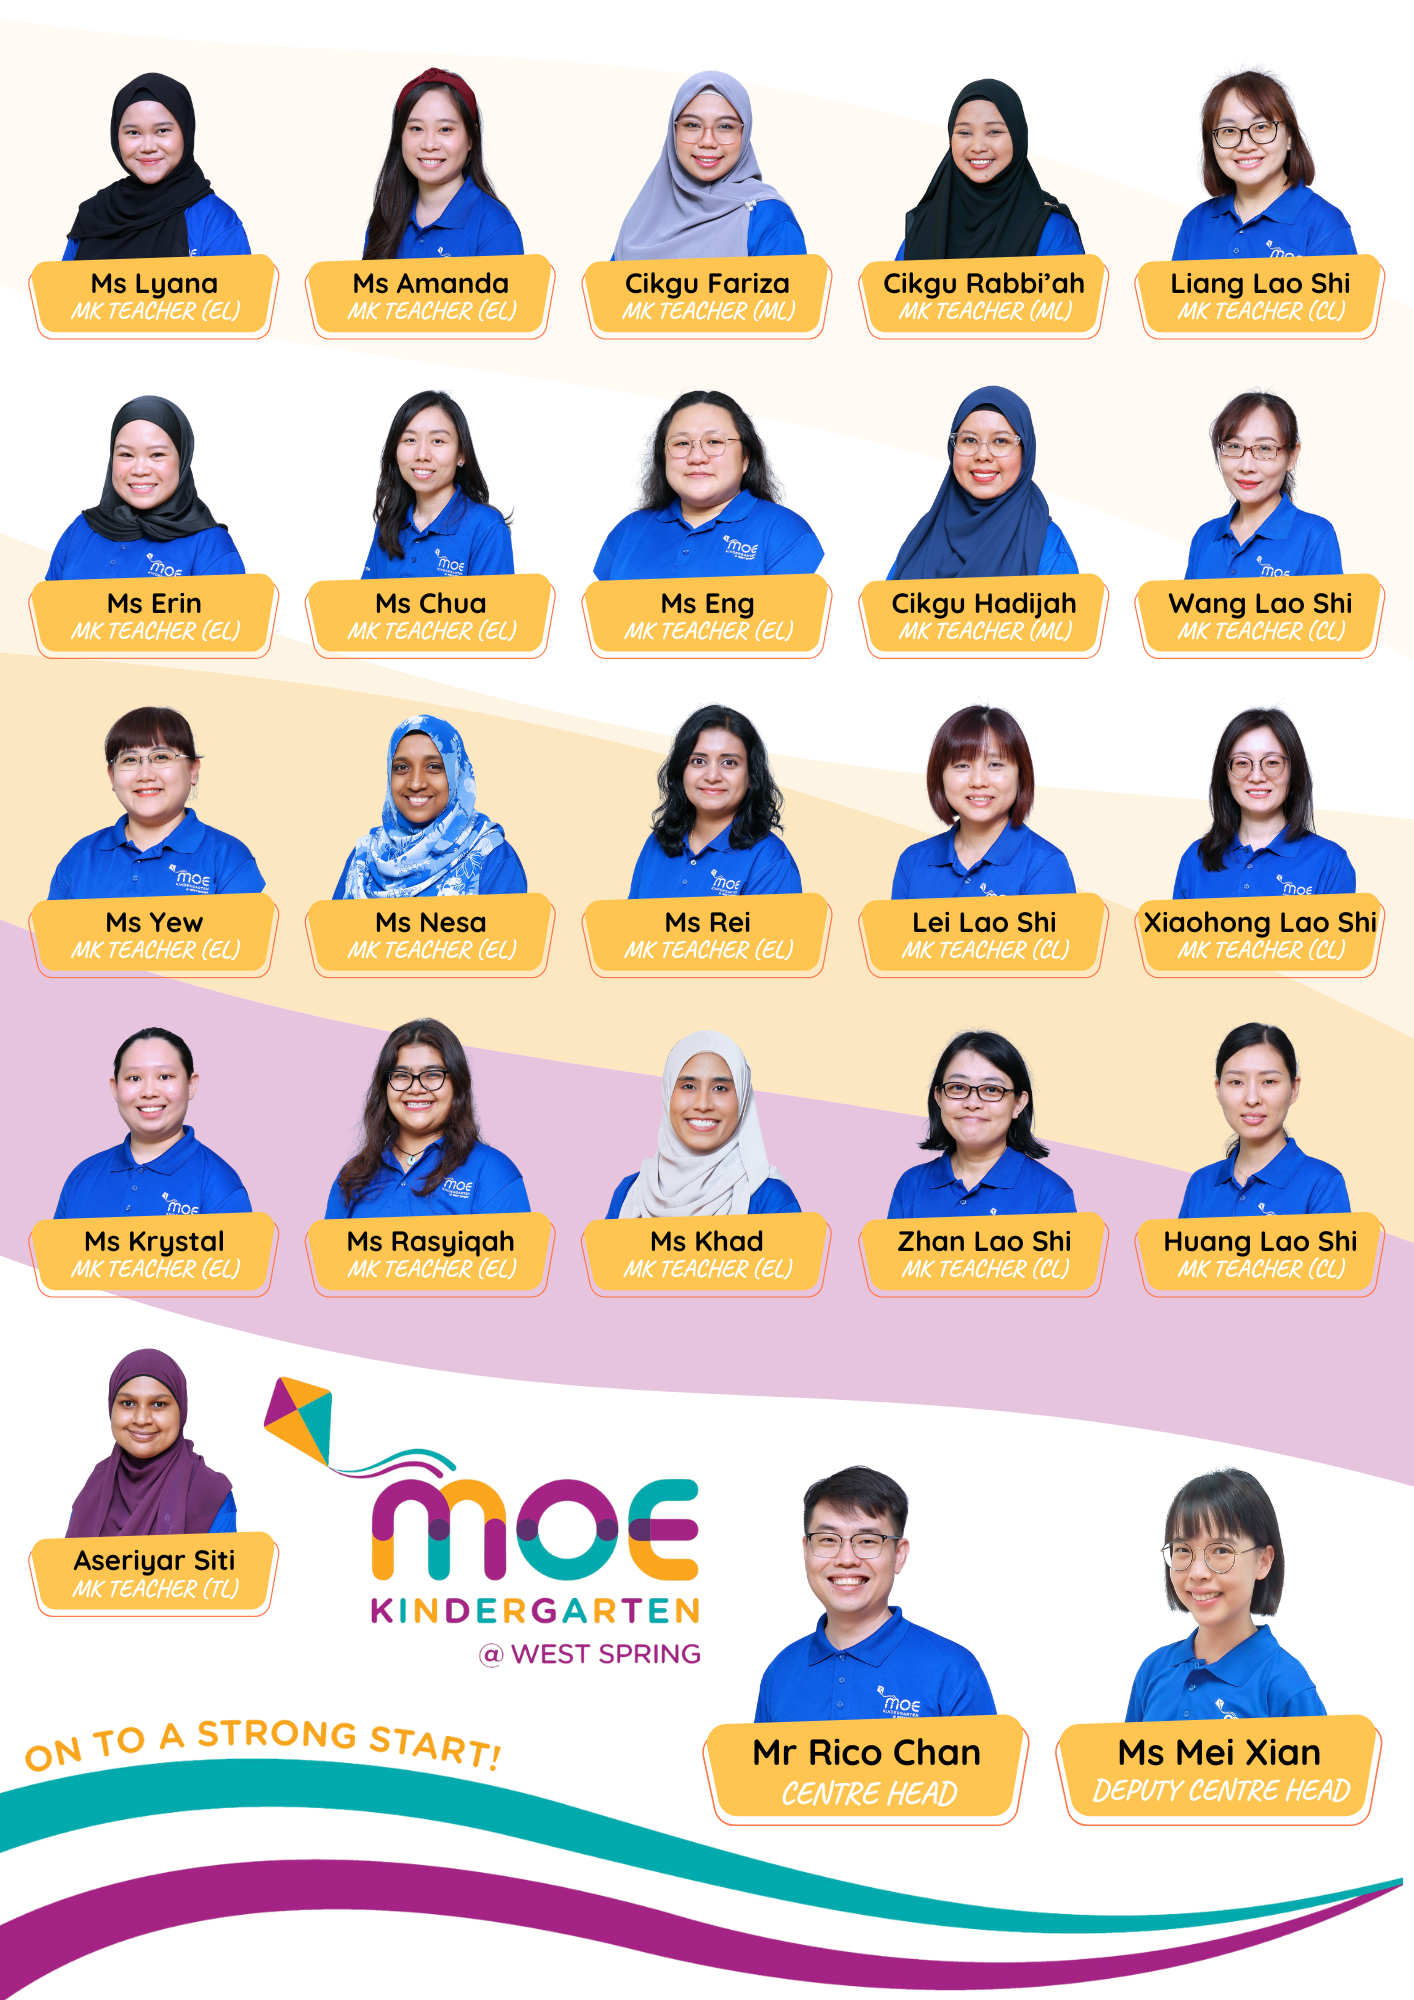 Ms Lyana
MK TEACHER (EL)
Ms Amanda
MK TEACHER (EL)
Cikgu Fariza
MK TEACHER (ML)
Cikgu Rabbi'ah
MK TEACHER (ML)
Liang Lao Shi
MK TEACHER (CL)
Ms Erin
MK TEACHER (EL)
Ms Chua
MK TEACHER (EL)
Ms Eng
MK TEACHER (EL)
Cikgu Hadijah
MK TEACHER (ML)
Wang Lao Shi
MK TEACHER (CL)
Ms Yew
MK TEACHER (EL)
Ms Nesa
MK TEACHER (EL)
Ms Rei
MK TEACHER (EL)
Lei Lao Shi
MK TEACHER (CL)
Xiaohong Lao Shi
MK TEACHER (CL)
Ms Krystal
MK TEACHER (EL)
Ms Rasyiqah
MK TEACHER (EL)
Ms Khad
MK TEACHER (EL)
Zhan Lao Shi
MK TEACHER (CL)
Huang Lao Shi
MK TEACHER (CL)
Aseriyar Siti
MK TEACHER (TL)
MOE
KINDERGARTEN
@ WEST SPRING
Mr Rico Chan
CENTRE HEAD
Ms Mei Xian
DEPUTY CENTRE HEAD
ON TO A STRONG START!